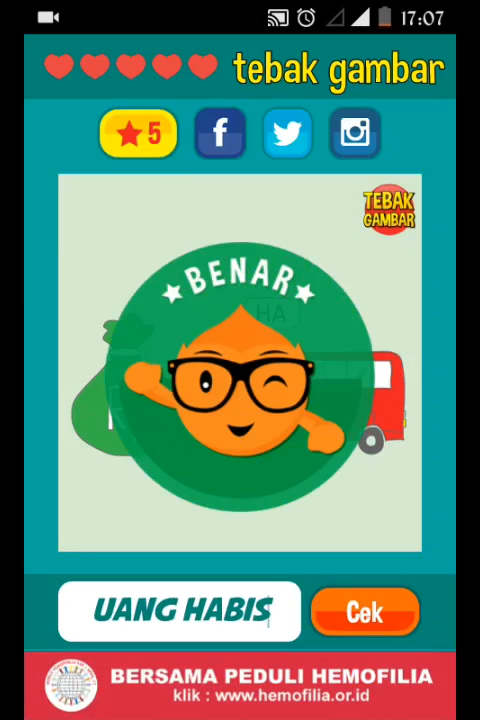 17:07
tebak gambar
5
TEBAK
GAMBAR
BENAR
HA
UANG HABIS
Cek
BERSAMA PEDULI HEMOFILIA
klik : www.hemofilia.or.id